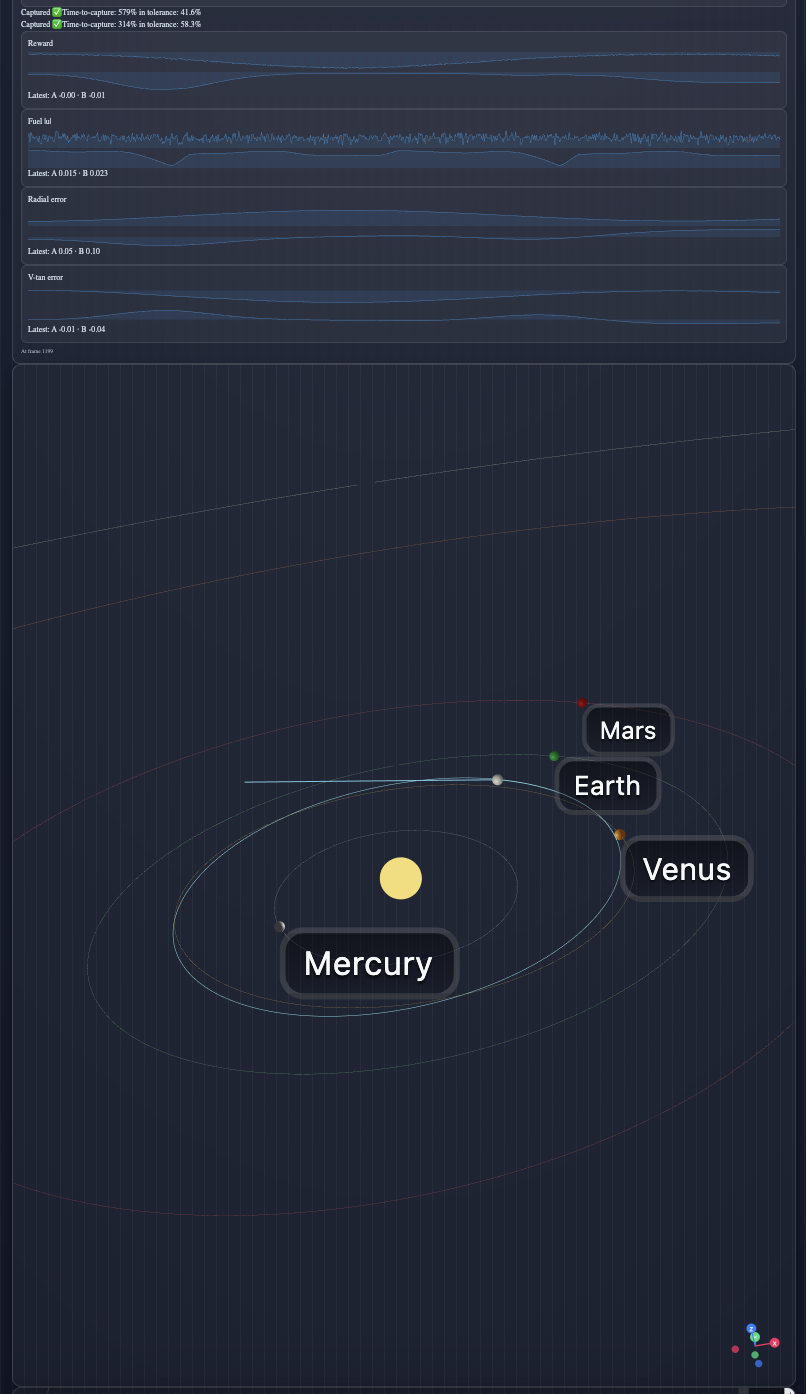 Captured ✅Time-to-capture: 579% in tolerance: 41.6%
Captured ✅Time-to-capture: 314% in tolerance: 58.3%
Reward
Latest: A -0.00 · B -0.01
Fuel |u|
Latest: A 0.015 · B 0.023
Radial error
Latest: A 0.05 · B 0.10
V-tan error
Latest: A -0.01 · B -0.04
At frame 1199
Mars
Earth
Venus
Mercury
Z
Y
X